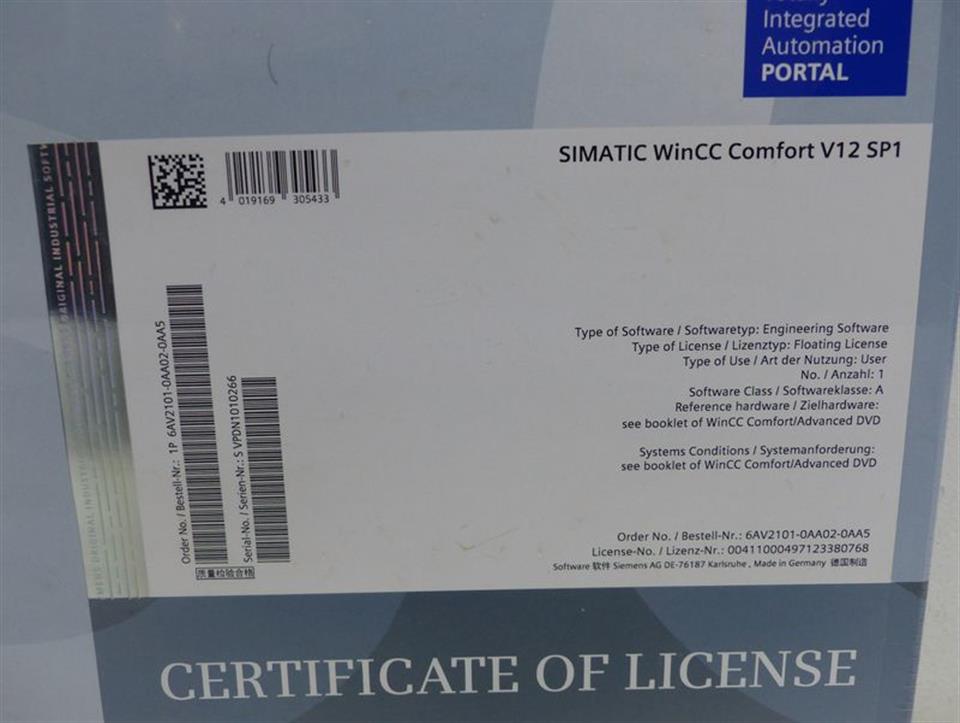 Integrated
Automation
PORTAL
SIMATIC WinCC Comfort V12 SP1
4 019169 305433
ORIGINAL INDUSTRIAL SOFTW
Order No. / Bestell-Nr.: 1P 6AV2101-0AA02-0AA5
Serial-No. / Serien-Nr.: S VPDN1010266
质量检验合格
Type of Software / Softwaretyp: Engineering Software
Type of License / Lizenztyp: Floating License
Type of Use / Art der Nutzung: User
No. / Anzahl: 1
Software Class / Softwareklasse: A
Reference hardware / Zielhardware:
see booklet of WinCC Comfort/Advanced DVD
Systems Conditions / Systemanforderung:
see booklet of WinCC Comfort/Advanced DVD
Order No. / Bestell-Nr.: 6AV2101-0AA02-0AA5
License-No. / Lizenz-Nr.: 00411000497123380768
Software 软件 Siemens AG DE-76187 Karlsruhe , Made in Germany 德国制造
CERTIFICATE OF LICENSE